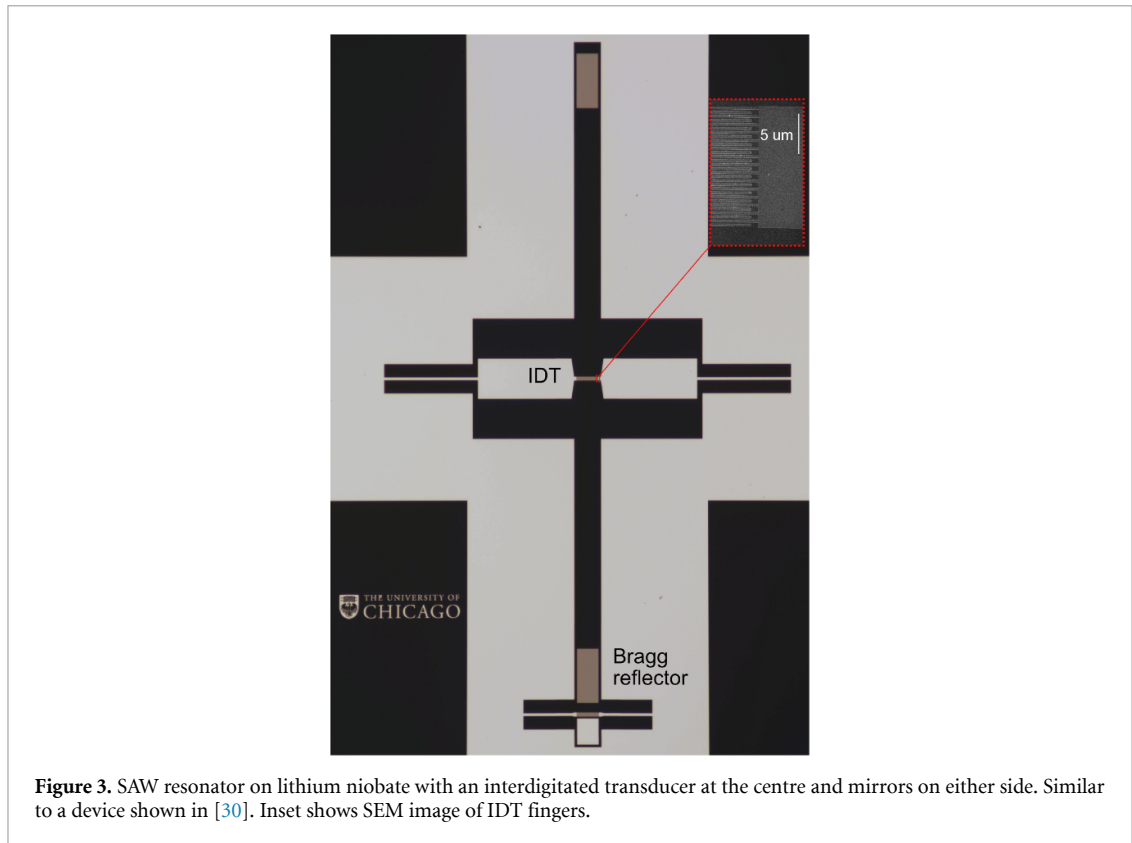 5 um
IDT
THE UNIVERSITY OF
CHICAGO
Bragg
reflector
Figure 3. SAW resonator on lithium niobate with an interdigitated transducer at the centre and mirrors on either side. Similar
to a device shown in [30]. Inset shows SEM image of IDT fingers.